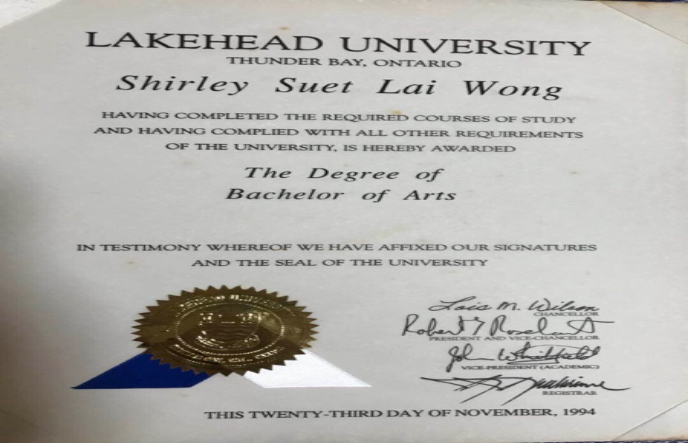 LAKEHEAD UNIVERSITY
THUNDER BAY, ONTARIO
Shirley Suet Lai Wong
HAVING COMPLETED THE REQUIRED COURSES OF STUDY
AND HAVING COMPLIED WITH ALL OTHER REQUIREMENTS
OF THE UNIVERSITY, IS HEREBY AWARDED
The Degree of
Bachelor of Arts
IN TESTIMONY WHEREOF WE HAVE AFFIXED OUR SIGNATURES
AND THE SEAL OF THE UNIVERSITY
Lois M. Wilson
CHANCELLOR
PRESIDENT AND VICE-CHANCELLOR
VICE-PRESIDENT (ACADEMIC)
REGISTRAR
THIS TWENTY-THIRD DAY OF NOVEMBER, 1994